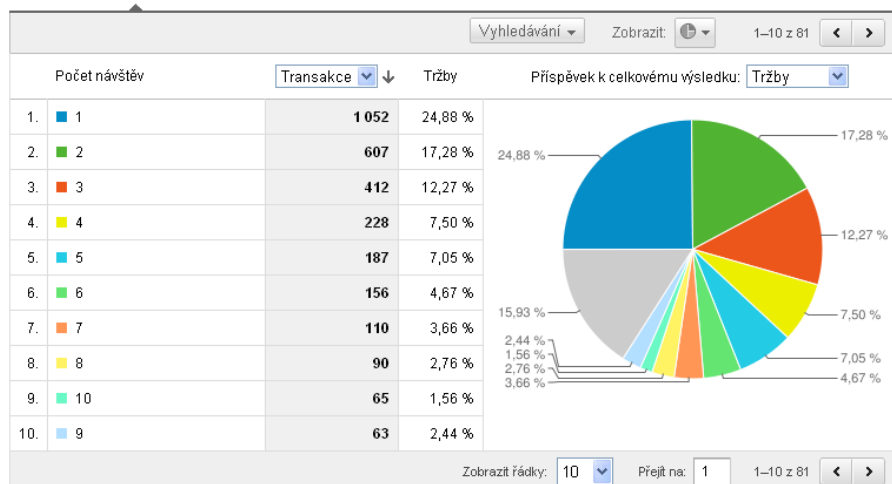 Vyhledávání Zobrazit: 1–10 z 81
Počet návštěv Transakce Tržby Příspěvek k celkovému výsledku: Tržby
1. 1 1 052 24,88 %
2. 2 607 17,28 %
3. 3 412 12,27 %
4. 4 228 7,50 %
5. 5 187 7,05 %
6. 6 156 4,67 %
7. 7 110 3,66 %
8. 8 90 2,76 %
9. 10 65 1,56 %
10. 9 63 2,44 %
24,88 %
17,28 %
12,27 %
7,50 %
7,05 %
4,67 %
15,93 %
2,44 %
1,56 %
2,76 %
3,66 %
Zobrazit řádky: 10 Přejít na: 1 1–10 z 81